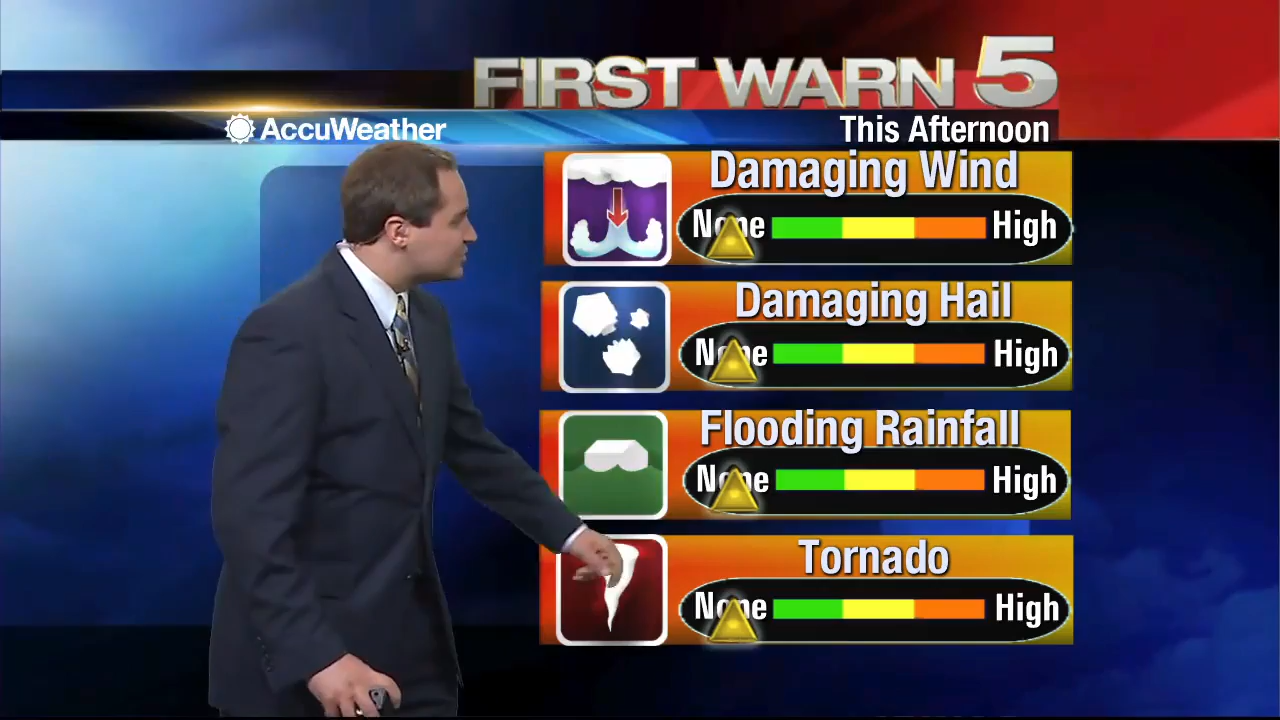 FIRST WARN 5
AccuWeather
This Afternoon
Damaging Wind
None High
Damaging Hail
None High
Flooding Rainfall
None High
Tornado
None High